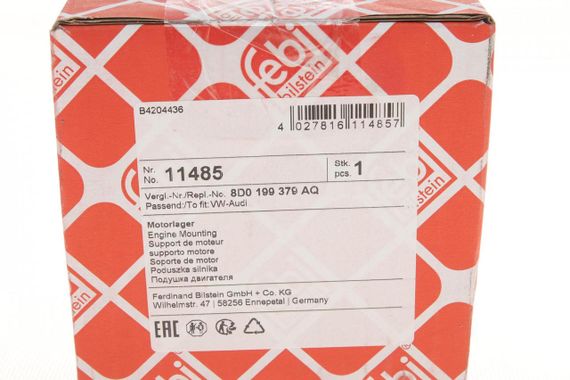 febi
bilstein
B4204436
4 027816 114857
Nr.
No. 11485
Stk.
pcs. 1
Vergl.-Nr./Repl.-No. 8D0 199 379 AQ
Passend:/To fit:VW-Audi
Motorlager
Engine Mounting
Support de moteur
supporto motore
Soporte de motor
Poduszka silnika
Подушка двигателя
Ferdinand Bilstein GmbH + Co. KG
Wilhelmstr. 47 | 58256 Ennepetal | Germany
EAC